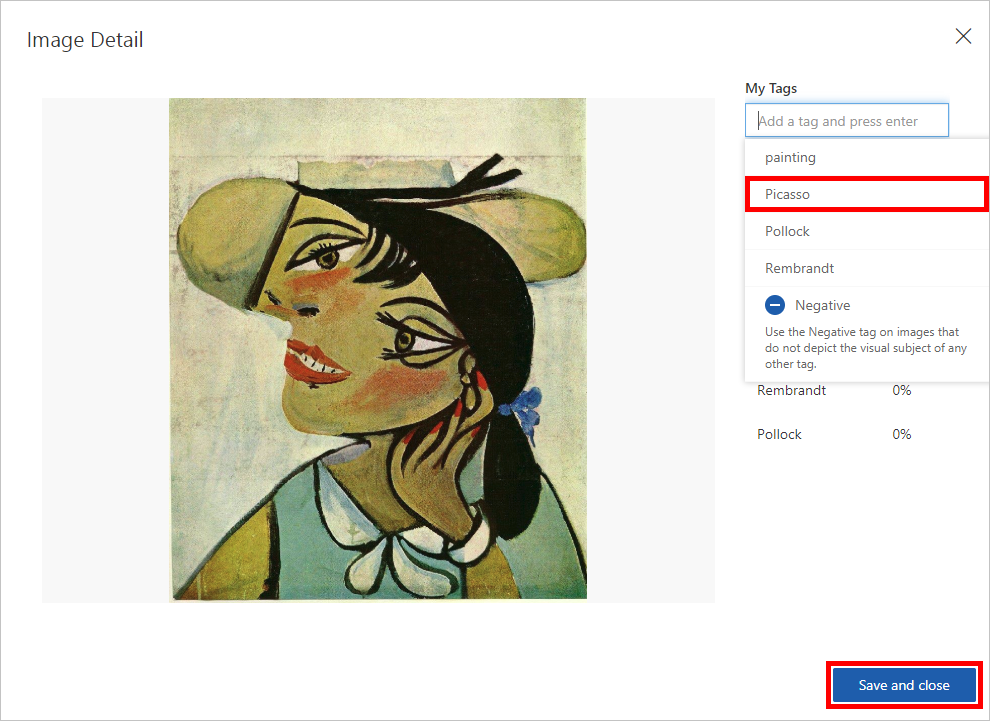 Image Detail
My Tags
Add a tag and press enter
painting
Picasso
Pollock
Rembrandt
Negative
Use the Negative tag on images that
do not depict the visual subject of any
other tag.
Rembrandt 0%
Pollock 0%
Save and close